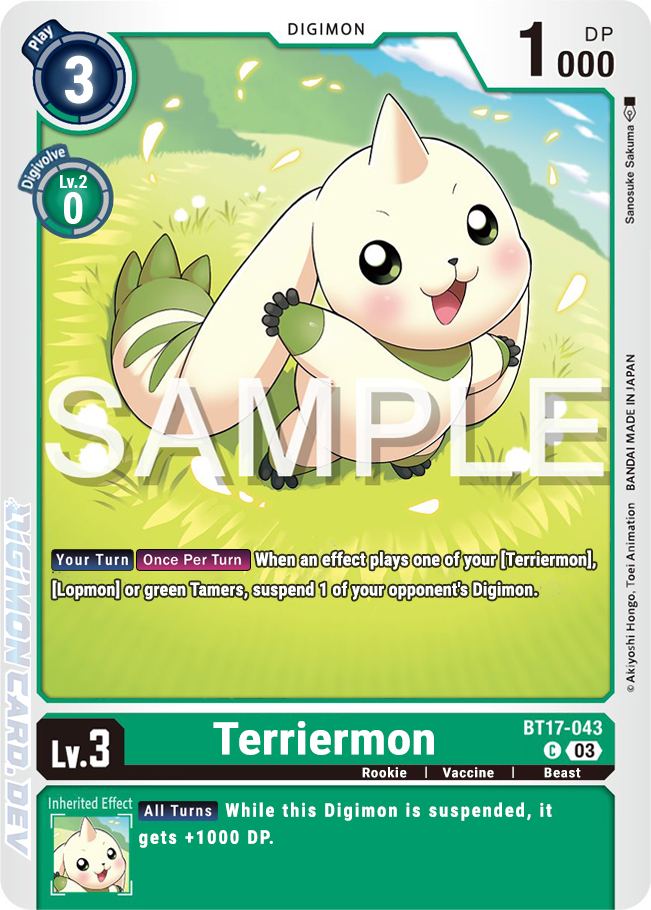 DIGIMON
Play
3
1000
DP
Digivolve
Lv.2
0
Sanosuke Sakuma
SAMPLE
Your Turn Once Per Turn When an effect plays one of your [Terriermon],
[Lopmon] or green Tamers, suspend 1 of your opponent's Digimon.
© Akiyoshi Hongo, Toei Animation BANDAI MADE IN JAPAN
DIGIMONCARD.DEV
Lv.3
Terriermon
BT17-043
C 03
Rookie | Vaccine | Beast
Inherited Effect
All Turns While this Digimon is suspended, it
gets +1000 DP.